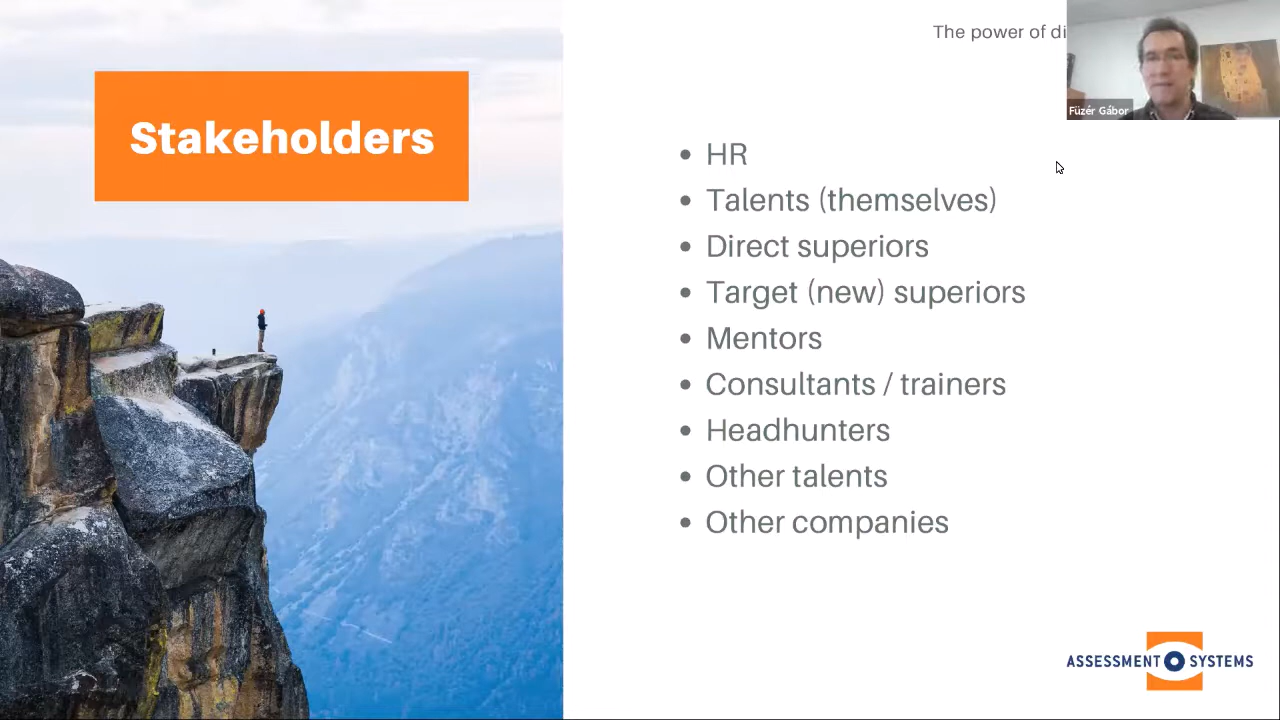 The power of di
Füzér Gábor
Stakeholders
HR
Talents (themselves)
Direct superiors
Target (new) superiors
Mentors
Consultants / trainers
Headhunters
Other talents
Other companies
ASSESSMENT SYSTEMS